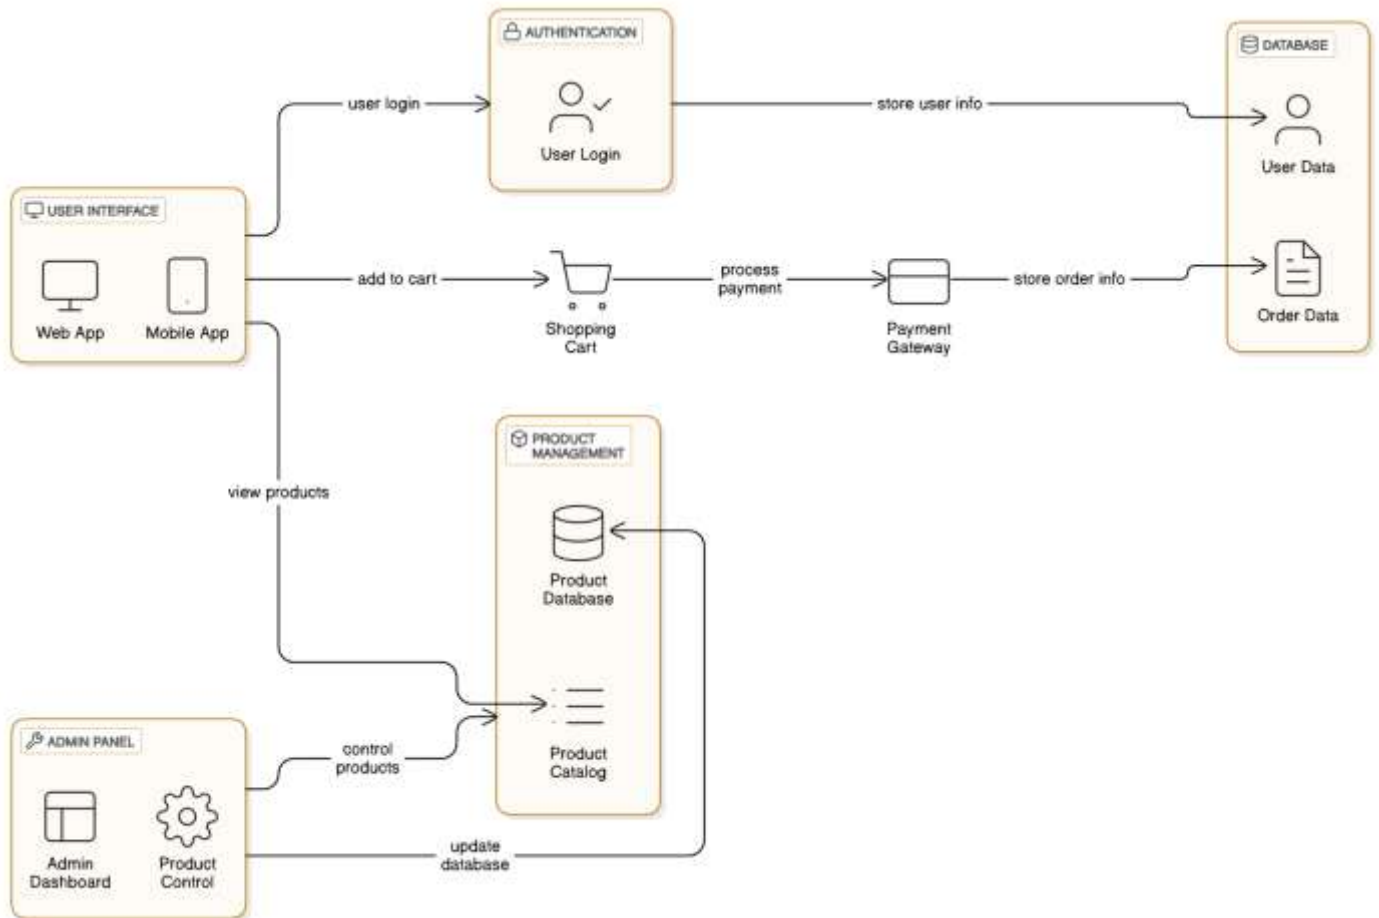 AUTHENTICATION
DATABASE
user login
store user info
User Login
User Data
USER INTERFACE
add to cart
process
payment
store order info
Web App
Mobile App
Shopping
Cart
Payment
Gateway
Order Data
PRODUCT
MANAGEMENT
view products
Product
Database
ADMIN PANEL
control
products
Product
Catalog
update
database
Admin
Dashboard
Product
Control